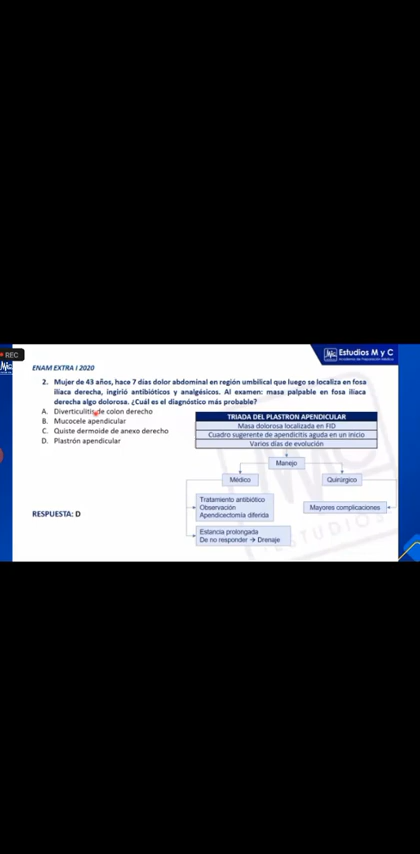 REC
Estudios M y C
ENAM EXTRA I 2020
2. Mujer de 43 años, hace 7 días dolor abdominal en región umbilical que luego se localiza en fosa
iliaca derecha, ingirió antibióticos y analgésicos. Al examen: masa palpable en fosa iliaca
derecha algo dolorosa. ¿Cuál es el diagnóstico más probable?
A. Diverticulitis de colon derecho
B. Mucocele apendicular
C. Quiste dermoide de anexo derecho
D. Plastrón apendicular
TRIADA DEL PLASTRON APENDICULAR
Masa dolorosa localizada en FID
Cuadro sugerente de apendicitis aguda en un inicio
Varios días de evolución
Manejo
Médico
Quirúrgico
Tratamiento antibiótico
Observación
Apendicectomía diferida
Mayores complicaciones
Estancia prolongada
De no responder → Drenaje
RESPUESTA: D
ESTUDIOS